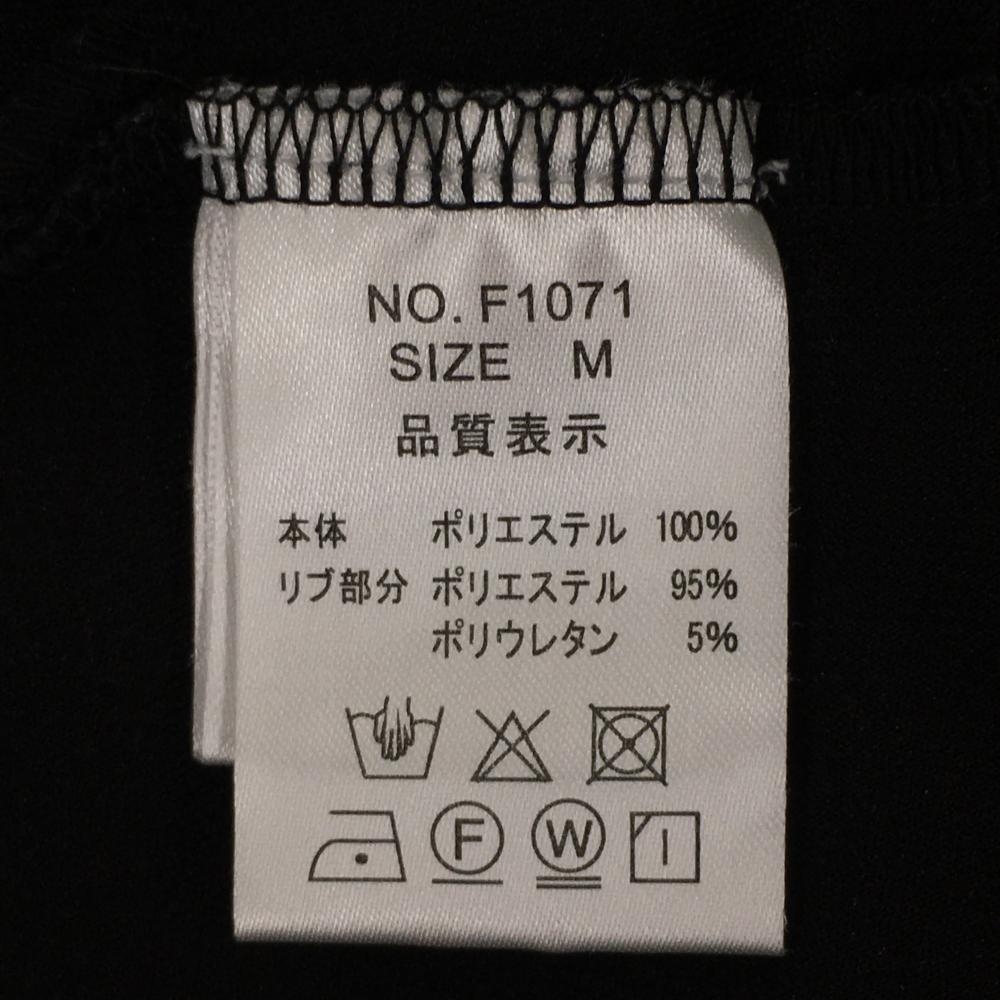 NO. F1071
SIZE M
品質表示
本体 ポリエステル 100%
リブ部分 ポリエステル 95%
ポリウレタン 5%
F W